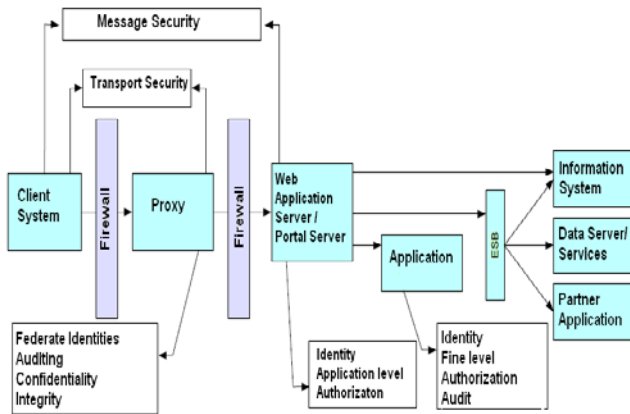 Message Security
Transport Security
Client
System
Firewall
Proxy
Firewall
Web
Application
Server /
Portal Server
Application
ESB
Information
System
Data Server/
Services
Partner
Application
Federate Identities
Auditing
Confidentiality
Integrity
Identity
Application level
Authorizaton
Identity
Fine level
Authorization
Audit